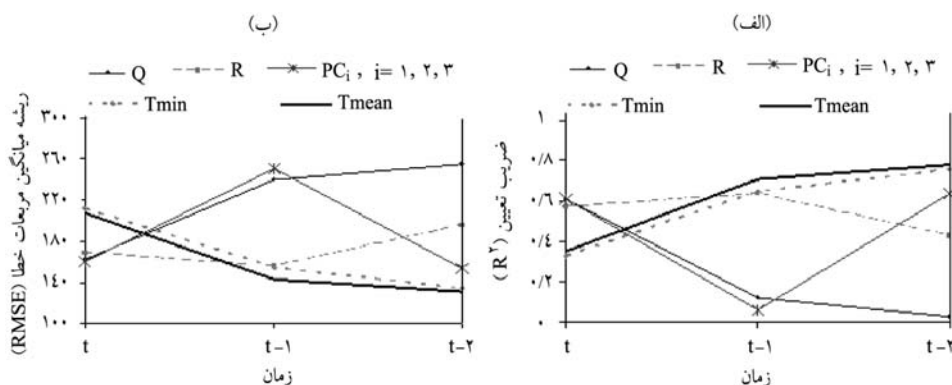 (الف)
Q R PCi , i= ۱, ۲, ۳
Tmin Tmean
ضریب تعیین (R۲)
۱
۰/۸
۰/۶
۰/۴
۰/۲
۰
t t-۱ t-۲
زمان
(ب)
Q R PCi , i= ۱, ۲, ۳
Tmin Tmean
ریشه میانگین مربعات خطا (RMSE)
۳۰۰
۲۶۰
۲۲۰
۱۸۰
۱۴۰
۱۰۰
t t-۱ t-۲
زمان